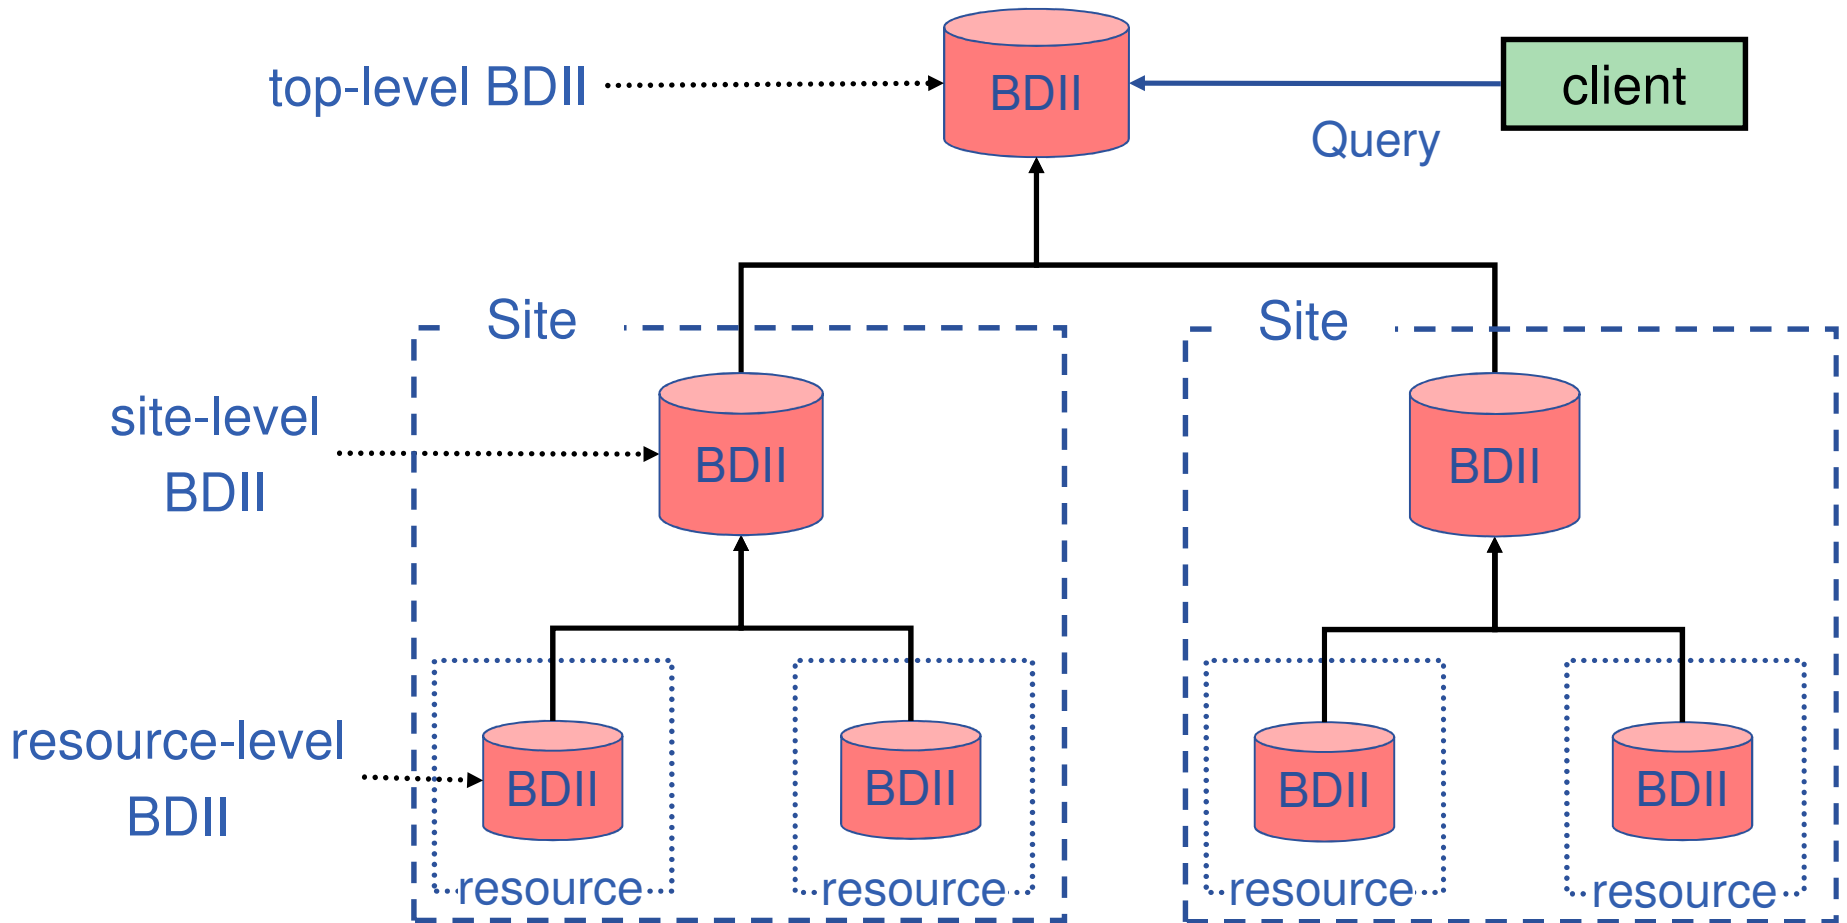 top-level BDII
BDII
client
Query
Site
Site
site-level
BDII
BDII
BDII
resource-level
BDII
BDII
BDII
BDII
BDII
resource
resource
resource
resource